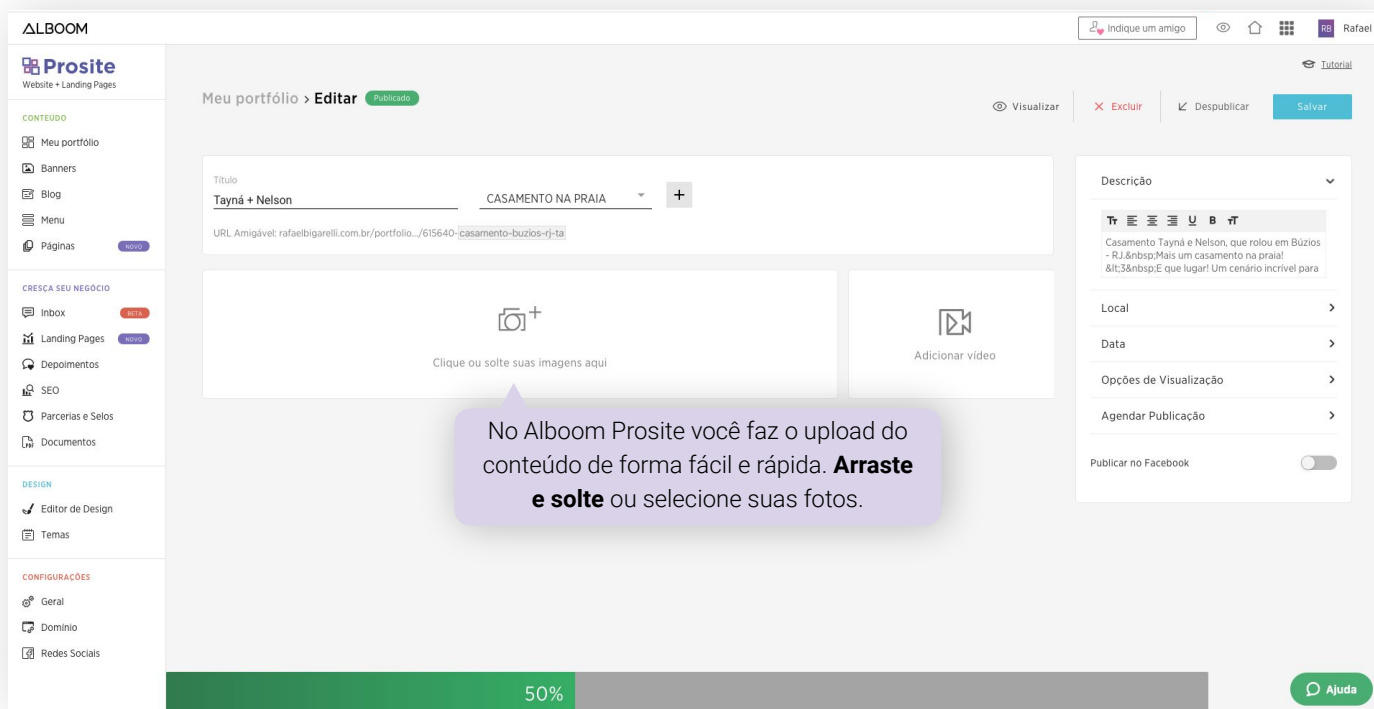 ALBOOM
Indique um amigo
RB Rafael
Prosite
Website + Landing Pages
Tutorial
Meu portfólio > Editar Publicado
Visualizar
Excluir
Despublicar
Salvar
CONTEÚDO
Meu portfólio
Banners
Blog
Menu
Páginas NOVO
CRESÇA SEU NEGÓCIO
Inbox BETA
Landing Pages NOVO
Depoimentos
SEO
Parcerias e Selos
Documentos
DESIGN
Editor de Design
Temas
CONFIGURAÇÕES
Geral
Domínio
Redes Sociais
Título
Tayná + Nelson
CASAMENTO NA PRAIA
+
URL Amigável: rafaelbigarelli.com.br/portfolio.../615640-casamento-buzios-rj-ta
Clique ou solte suas imagens aqui
Adicionar vídeo
No Alboom Prosite você faz o upload do
conteúdo de forma fácil e rápida. Arraste
e solte ou selecione suas fotos.
Descrição
Casamento Tayná e Nelson, que rolou em Búzios
- RJ.&nbsp;Mais um casamento na praia!
&lt;3&nbsp;E que lugar! Um cenário incrível para
Local
Data
Opções de Visualização
Agendar Publicação
Publicar no Facebook
50%
Ajuda